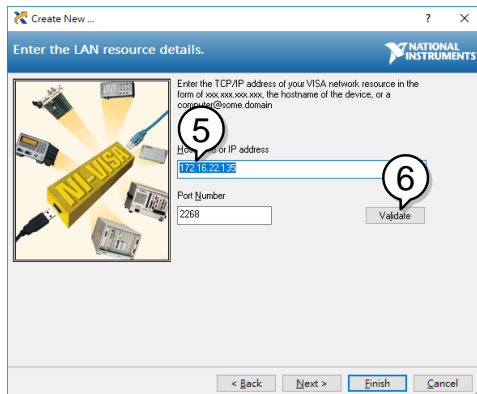 Create New ...
? ×
Enter the LAN resource details.
NATIONAL
INSTRUMENTS
Enter the TCP/IP address of your VISA network resource in the
form of xxx.xxx.xxx.xxx, the hostname of the device, or a
computer@some.domain
5
Hostname or IP address
172.16.22.135
6
Port Number
2268
Validate
NI-VISA
< Back
Next >
Finish
Cancel